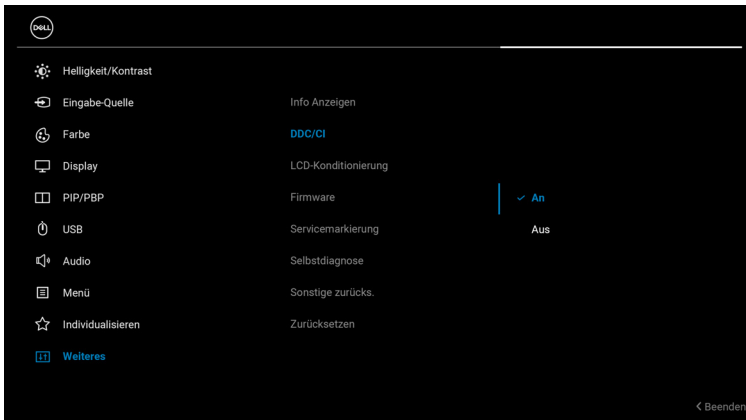 DELL
Helligkeit/Kontrast
Eingabe-Quelle
Farbe
Display
PIP/PBP
USB
Audio
Menü
Individualisieren
Weiteres
Info Anzeigen
DDC/CI
LCD-Konditionierung
Firmware
Servicemarkierung
Selbstdiagnose
Sonstige zurücks.
Zurücksetzen
An
Aus
Beenden